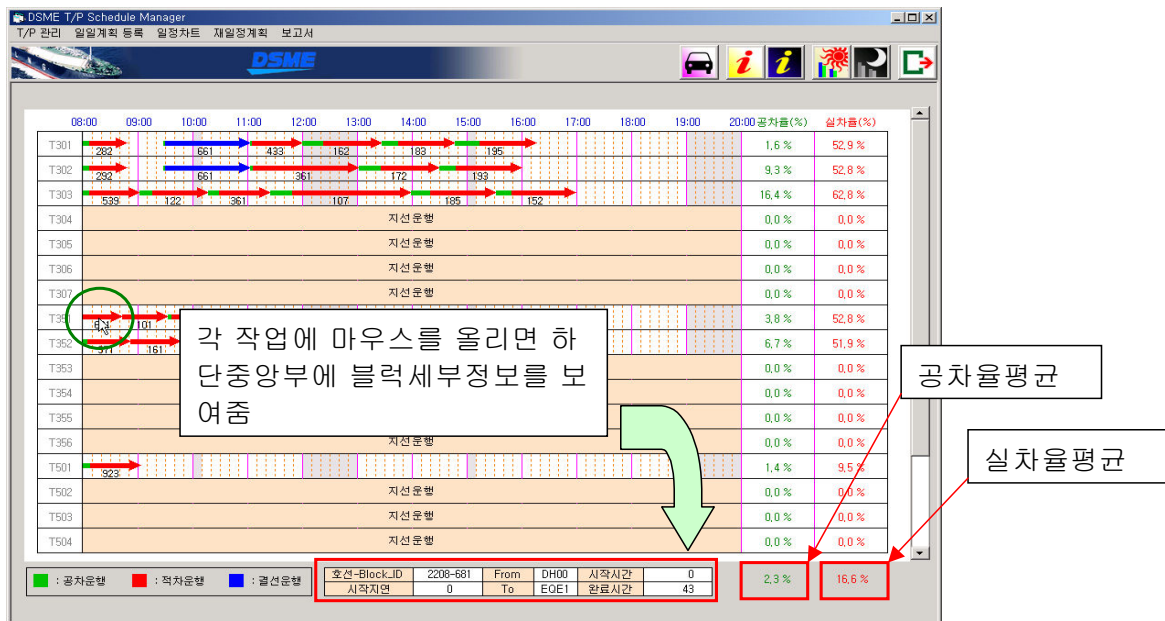 DSME T/P Schedule Manager
T/P 관리 일일계획 등록 일정차트 재일정계획 보고서
DSME
08:00 09:00 10:00 11:00 12:00 13:00 14:00 15:00 16:00 17:00 18:00 19:00 20:00 공차율(%) 실차율(%)
T301 282 661 433 162 183 195 1,6 % 52,9 %
T302 292 661 361 172 193 9,3 % 52,8 %
T303 539 122 361 107 185 152 16,4 % 62,8 %
T304 지선운행 0,0 % 0,0 %
T305 지선운행 0,0 % 0,0 %
T306 지선운행 0,0 % 0,0 %
T307 지선운행 0,0 % 0,0 %
T351 101 3,8 % 52,8 %
T352 971 161 6,7 % 51,9 %
T353 0,0 % 0,0 %
T354 0,0 % 0,0 %
T355 0,0 % 0,0 %
T356 지선운행 0,0 % 0,0 %
T501 923 1,4 % 9,5 %
T502 지선운행 0,0 % 0,0 %
T503 지선운행 0,0 % 0,0 %
T504 지선운행 0,0 % 0,0 %
각 작업에 마우스를 올리면 하
단중앙부에 블럭세부정보를 보
여줌
공차율평균
실차율평균
: 공차운행 : 적차운행 : 결선운행
호선-Block_ID 2208-681 From DH00 시작시간 0
시작지연 0 To EQE1 완료시간 43
2,3 % 16,6 %